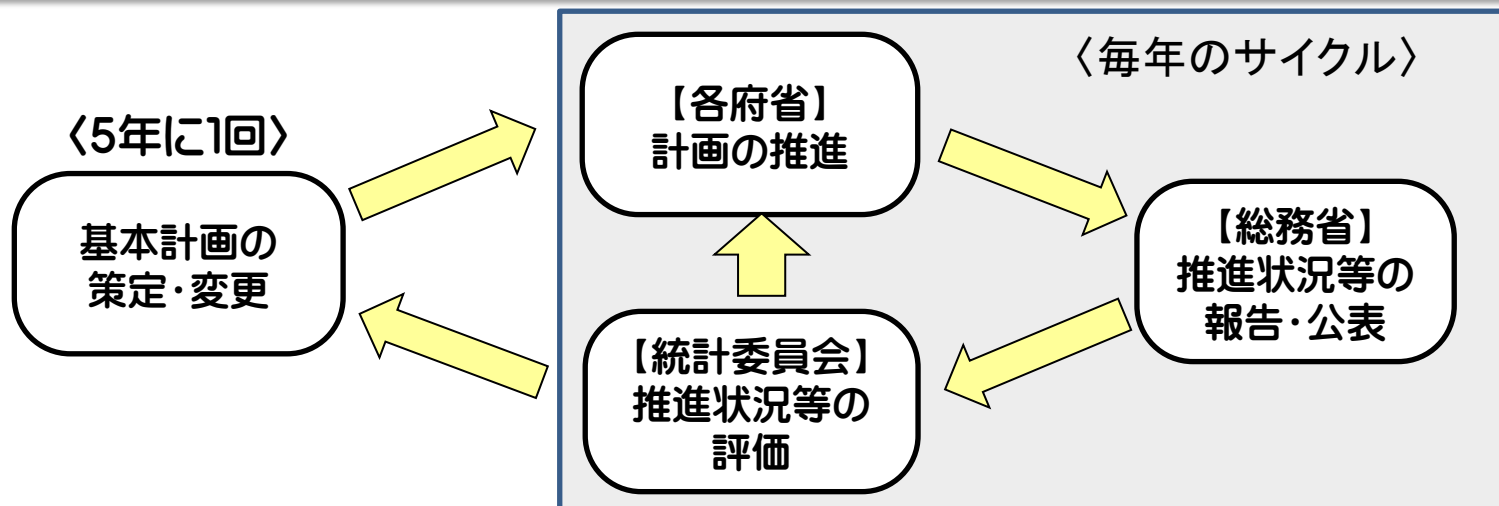 〈5年に1回〉
基本計画の
策定・変更
〈毎年のサイクル〉
【各府省】
計画の推進
【総務省】
推進状況等の
報告・公表
【統計委員会】
推進状況等の
評価